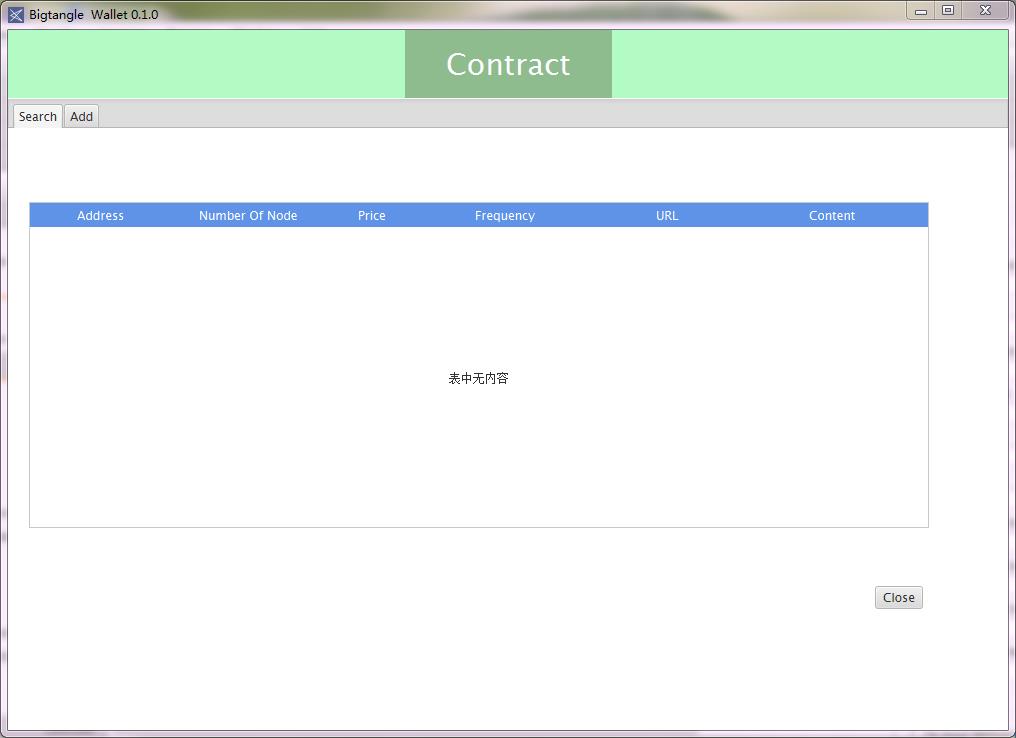 Bigtangle Wallet 0.1.0
Contract
Search Add
Address Number Of Node Price Frequency URL Content
表中无内容
Close